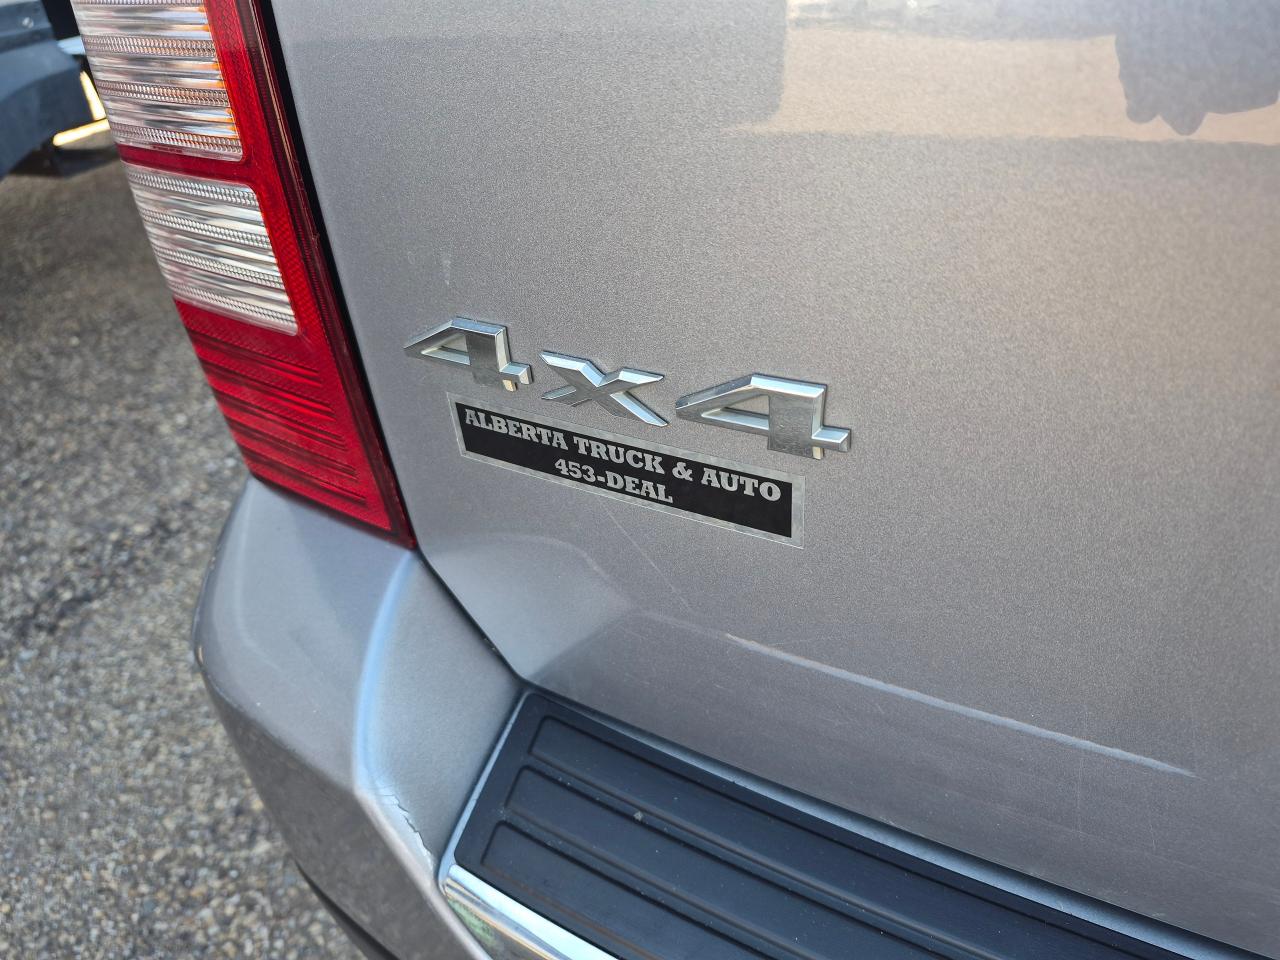 4x4
ALBERTA TRUCK & AUTO
453-DEAL